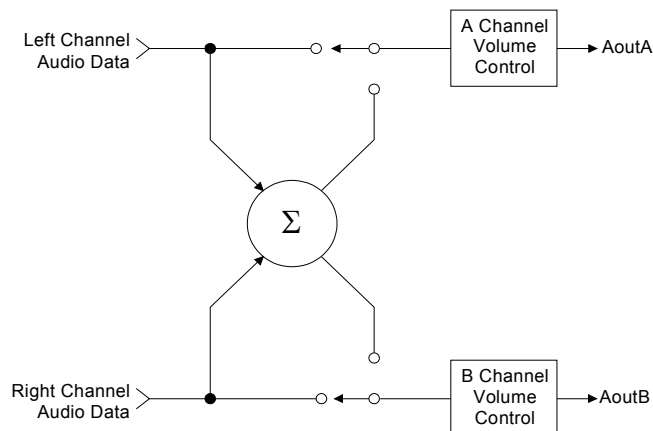 Left Channel
Audio Data
A Channel
Volume
Control
AoutA
Σ
Right Channel
Audio Data
B Channel
Volume
Control
AoutB